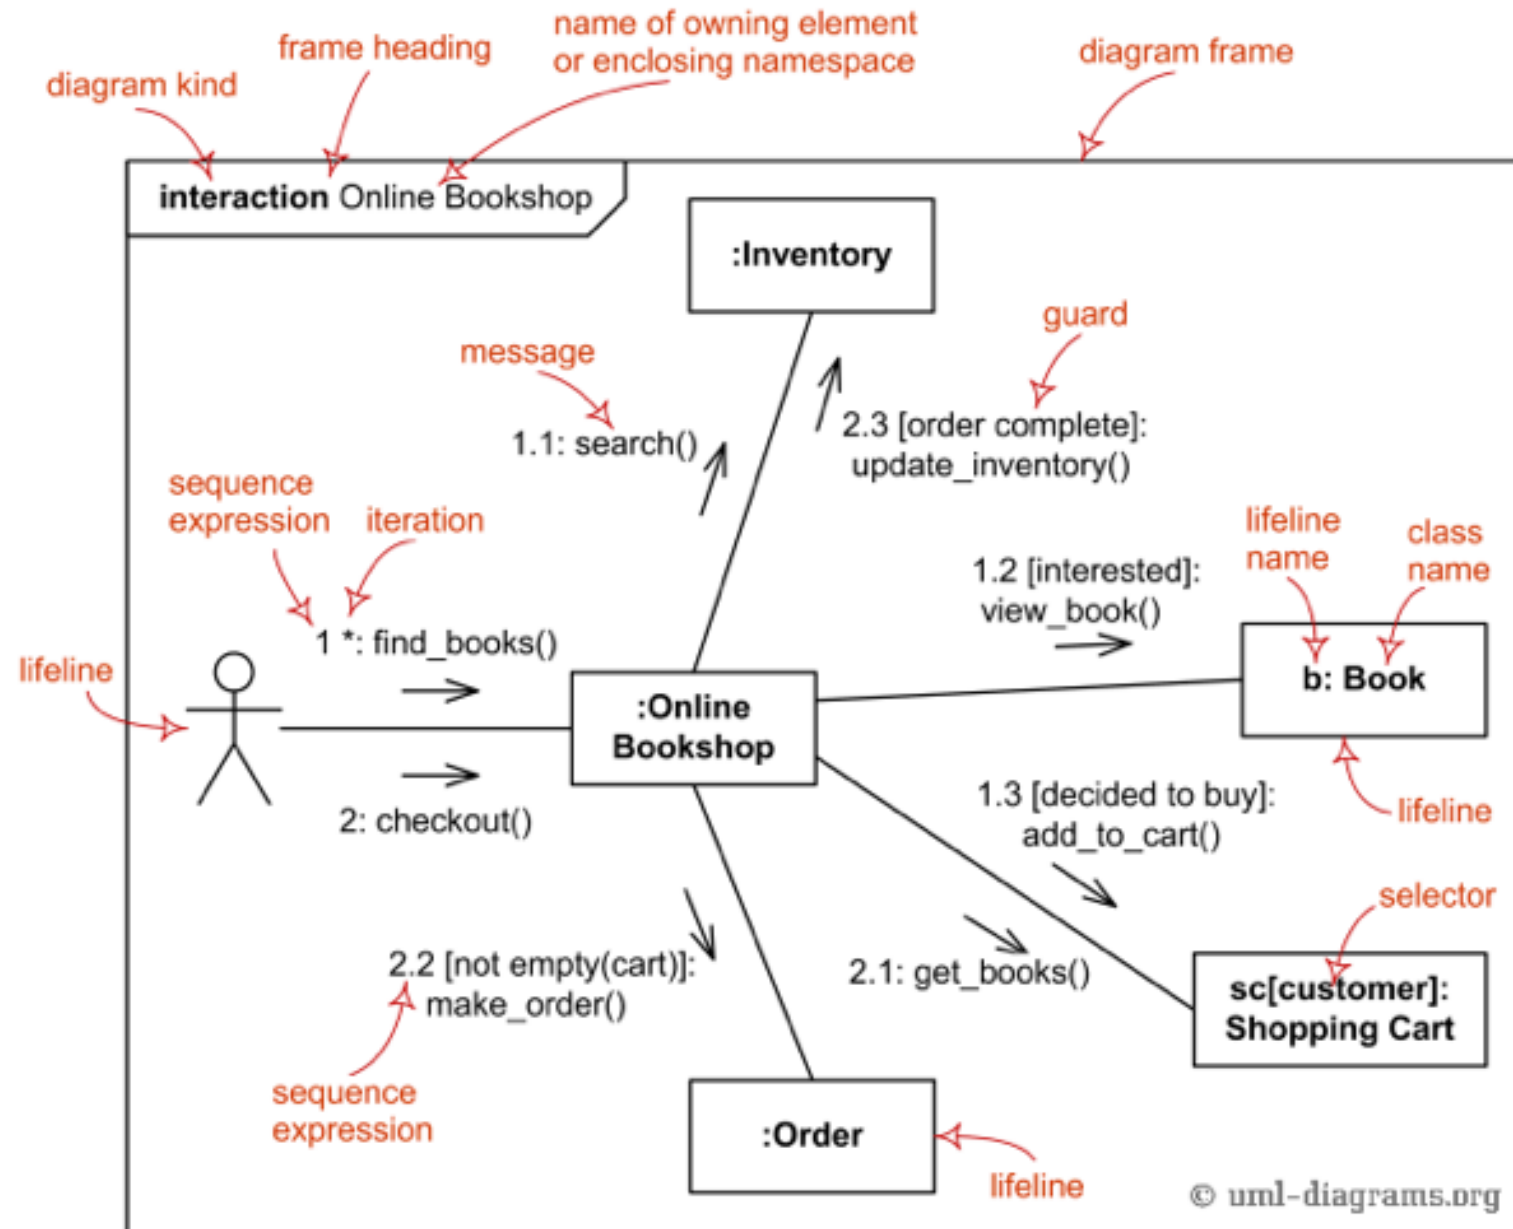 name of owning element
or enclosing namespace
frame heading
diagram frame
diagram kind
interaction Online Bookshop
:Inventory
guard
message
2.3 [order complete]:
update_inventory()
1.1: search()
sequence
expression
iteration
lifeline
name
class
name
1.2 [interested]:
view_book()
1 *: find_books()
lifeline
b: Book
:Online
Bookshop
1.3 [decided to buy]:
add_to_cart()
lifeline
2: checkout()
selector
2.2 [not empty(cart)]:
make_order()
2.1: get_books()
sc[customer]:
Shopping Cart
sequence
expression
:Order
lifeline
© uml-diagrams.org